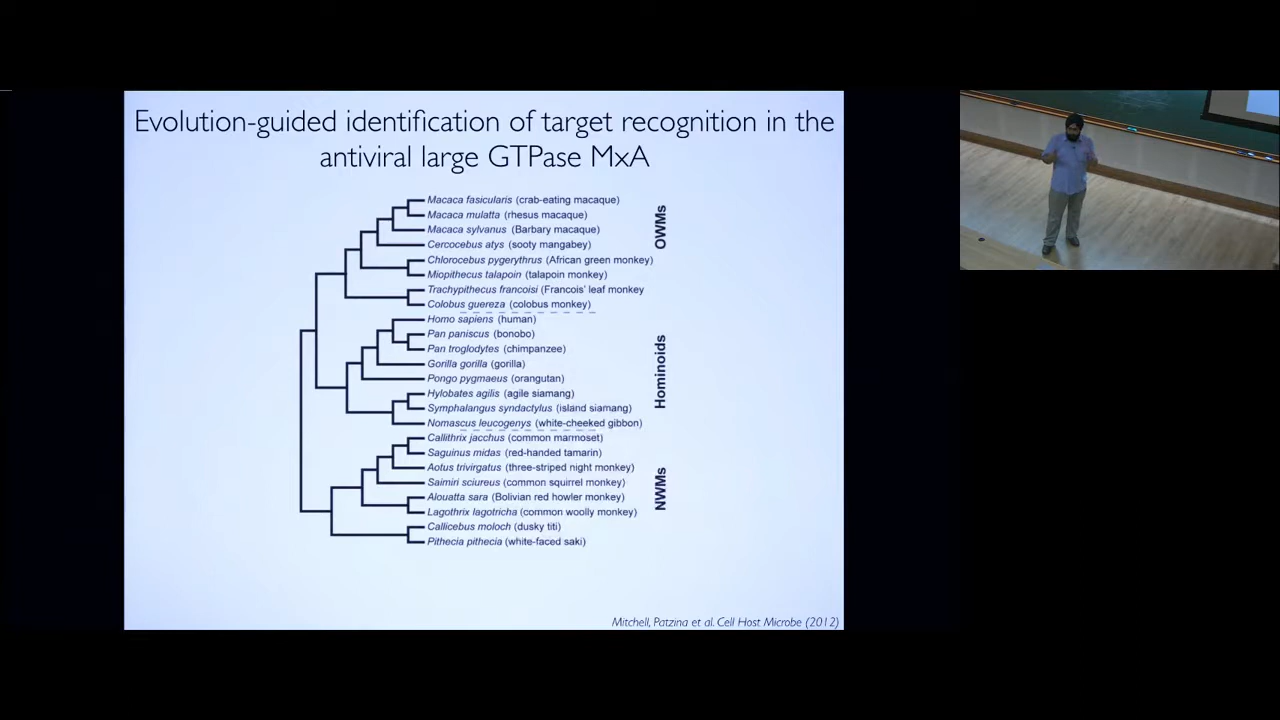 Evolution-guided identification of target recognition in the
antiviral large GTPase MxA
Macaca fasicularis (crab-eating macaque)
Macaca mulatta (rhesus macaque)
Macaca sylvanus (Barbary macaque)
Cercocebus atys (sooty mangabey)
Chlorocebus pygerythrus (African green monkey)
Miopithecus talapoin (talapoin monkey)
Trachypithecus francoisi (Francois' leaf monkey
Colobus guereza (colobus monkey)
OWMs
Homo sapiens (human)
Pan paniscus (bonobo)
Pan troglodytes (chimpanzee)
Gorilla gorilla (gorilla)
Pongo pygmaeus (orangutan)
Hylobates agilis (agile siamang)
Symphalangus syndactylus (island siamang)
Nomascus leucogenys (white-cheeked gibbon)
Hominoids
Callithrix jacchus (common marmoset)
Saguinus midas (red-handed tamarin)
Aotus trivirgatus (three-striped night monkey)
Saimiri sciureus (common squirrel monkey)
Alouatta sara (Bolivian red howler monkey)
Lagothrix lagotricha (common woolly monkey)
Callicebus moloch (dusky titi)
Pithecia pithecia (white-faced saki)
NWMs
Mitchell, Patzina et al. Cell Host Microbe (2012)